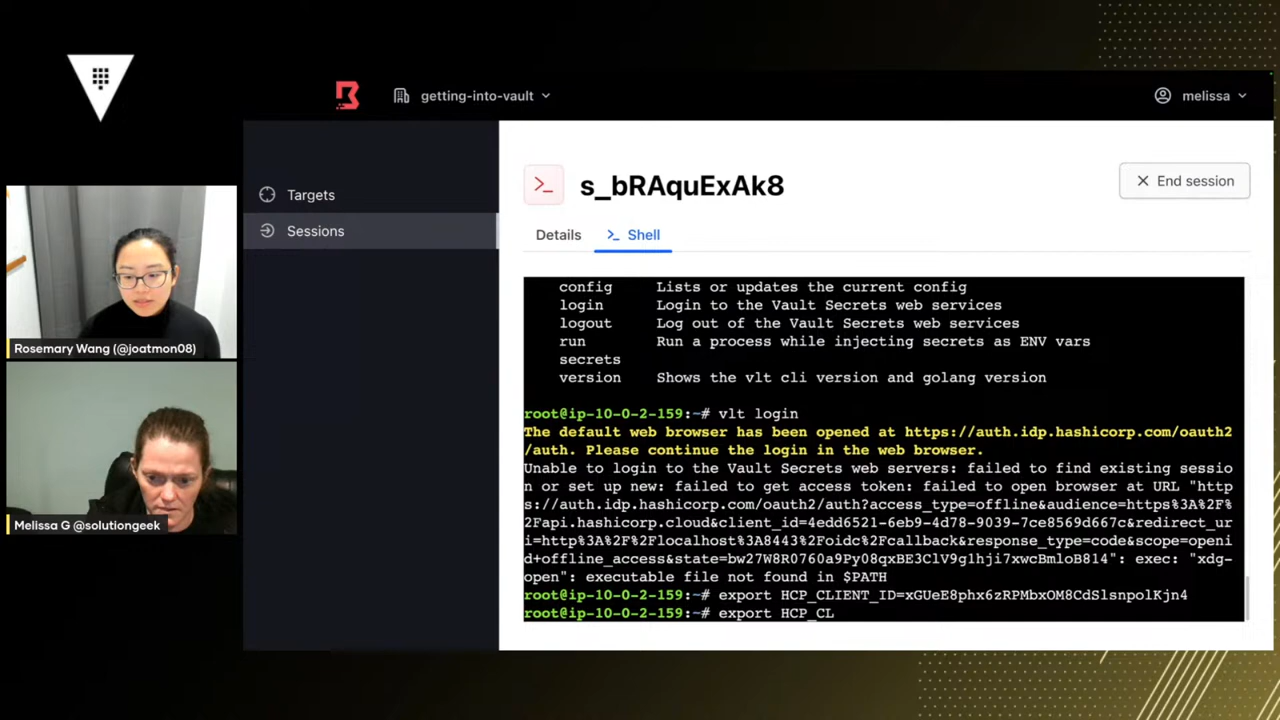 getting-into-vault
melissa
Targets
Sessions
s_bRAquExAk8
End session
Details
Shell
config Lists or updates the current config
login Login to the Vault Secrets web services
logout Log out of the Vault Secrets web services
run Run a process while injecting secrets as ENV vars
secrets
version Shows the vlt cli version and golang version
root@ip-10-0-2-159:~# vlt login
The default web browser has been opened at https://auth.idp.hashicorp.com/oauth2
/auth. Please continue the login in the web browser.
Unable to login to the Vault Secrets web servers: failed to find existing sessio
n or set up new: failed to get access token: failed to open browser at URL "http
s://auth.idp.hashicorp.com/oauth2/auth?access_type=offline&audience=https%3A%2F%
2Fapi.hashicorp.cloud&client_id=4edd6521-6eb9-4d78-9039-7ce8569d667c&redirect_ur
i=http%3A%2F%2Flocalhost%3A8443%2Foidc%2Fcallback&response_type=code&scope=openi
d+offline_access&state=bw27W8R0760a9Py08qxBE3ClV9g1hji7xwcBmloB814": exec: "xdg-
open": executable file not found in $PATH
root@ip-10-0-2-159:~# export HCP_CLIENT_ID=xGUeE8phx6zRPMbxOM8CdSlsnpolKjn4
root@ip-10-0-2-159:~# export HCP_CL
Rosemary Wang (@joatmon08)
Melissa G @solutiongeek